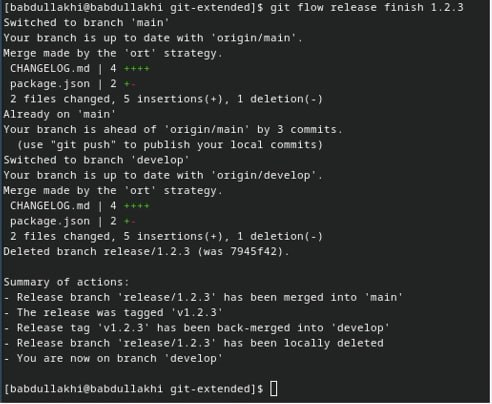 [babdullakhi@babdullakhi git-extended]$ git flow release finish 1.2.3
Switched to branch 'main'
Your branch is up to date with 'origin/main'.
Merge made by the 'ort' strategy.
 CHANGELOG.md | 4 ++++
 package.json | 2 +-
 2 files changed, 5 insertions(+), 1 deletion(-)
Already on 'main'
Your branch is ahead of 'origin/main' by 3 commits.
  (use "git push" to publish your local commits)
Switched to branch 'develop'
Your branch is up to date with 'origin/develop'.
Merge made by the 'ort' strategy.
 CHANGELOG.md | 4 ++++
 package.json | 2 +-
 2 files changed, 5 insertions(+), 1 deletion(-)
Deleted branch release/1.2.3 (was 7945f42).

Summary of actions:
- Release branch 'release/1.2.3' has been merged into 'main'
- The release was tagged 'v1.2.3'
- Release tag 'v1.2.3' has been back-merged into 'develop'
- Release branch 'release/1.2.3' has been locally deleted
- You are now on branch 'develop'

[babdullakhi@babdullakhi git-extended]$